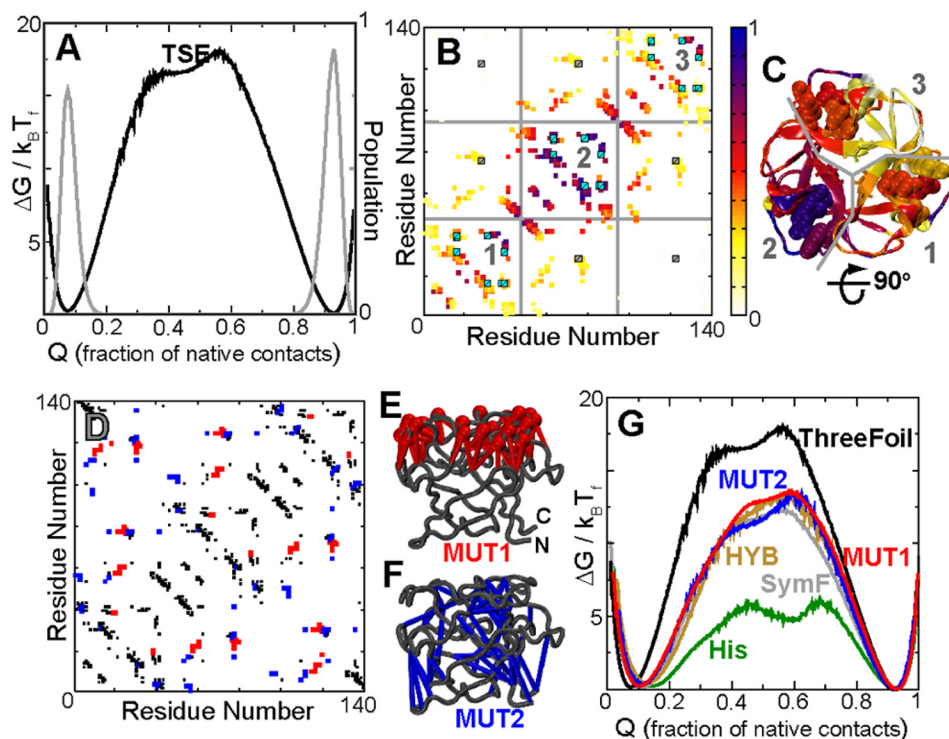 A
20
5
ΔG / kBTf
TSE
1
Population
0
0 0.2 0.4 0.6 0.8 1
Q (fraction of native contacts)
B
140
Residue Number
1
2
3
0
140
Residue Number
1
0
C
3
2
1
90°
D
140
Residue Number
0
140
Residue Number
E
C
N
MUT1
F
MUT2
G
20
5
ΔG / kBTf
ThreeFoil
MUT2
HYB
MUT1
SymF
His
0 0.2 0.4 0.6 0.8 1
Q (fraction of native contacts)